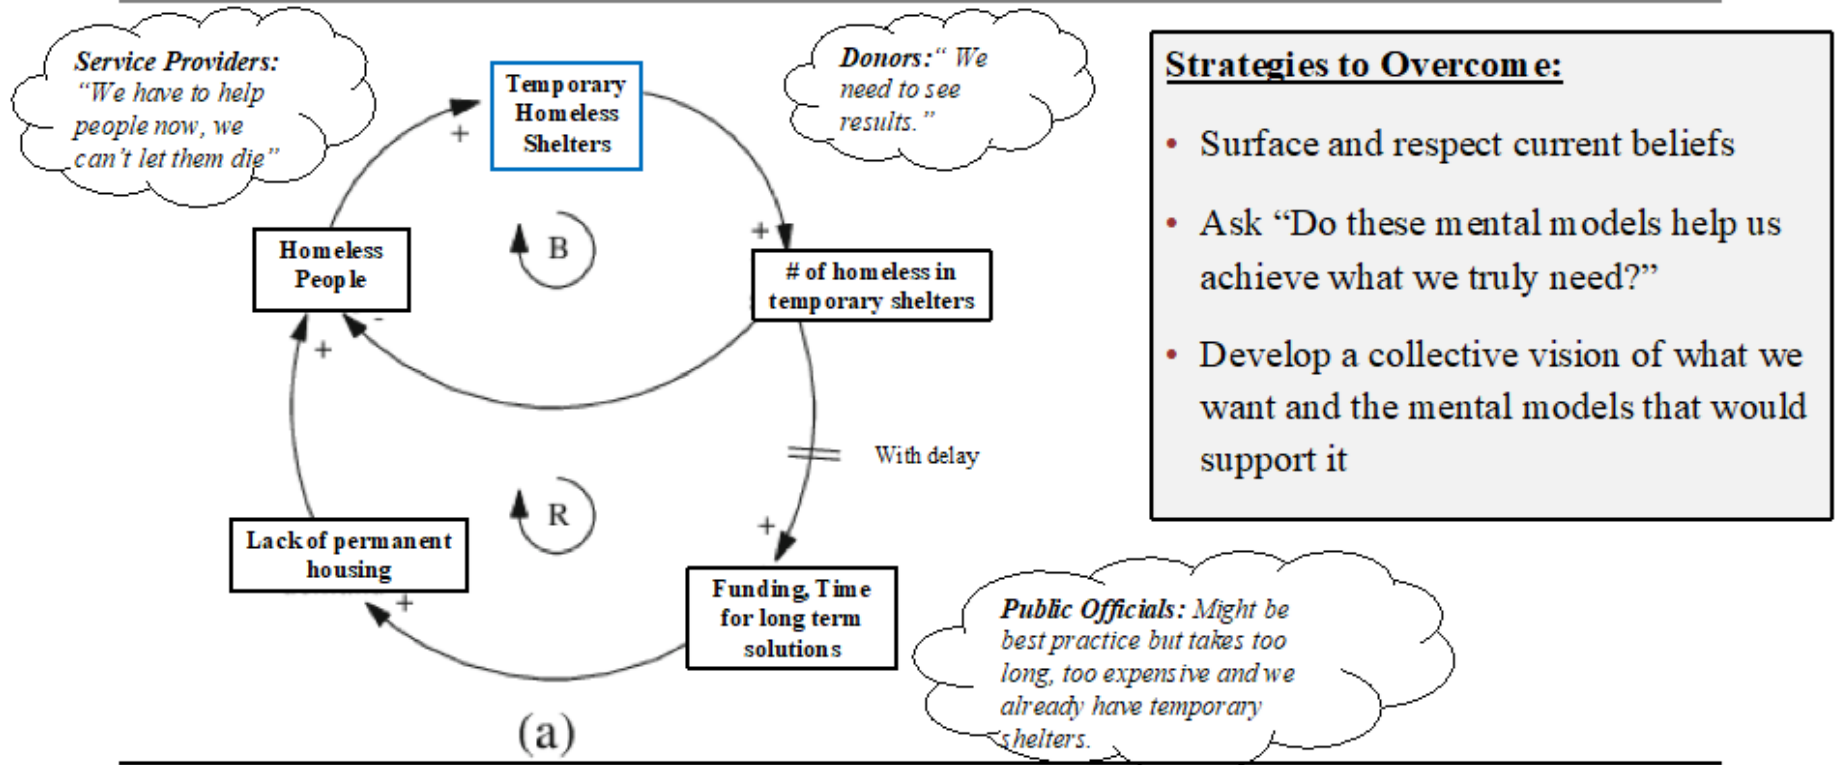 Service Providers:
“We have to help
people now, we
can’t let them die”
Temporary
Homeless
Shelters
+
Donors:“ We
need to see
results.”
Homeless
People
B
+
# of homeless in
temporary shelters
-
+
With delay
R
+
Lack of permanent
housing
+
Funding, Time
for long term
solutions
(a)
Public Officials: Might be
best practice but takes too
long, too expensive and we
already have temporary
shelters.
Strategies to Overcome:
• Surface and respect current beliefs
• Ask “Do these mental models help us
achieve what we truly need?”
• Develop a collective vision of what we
want and the mental models that would
support it